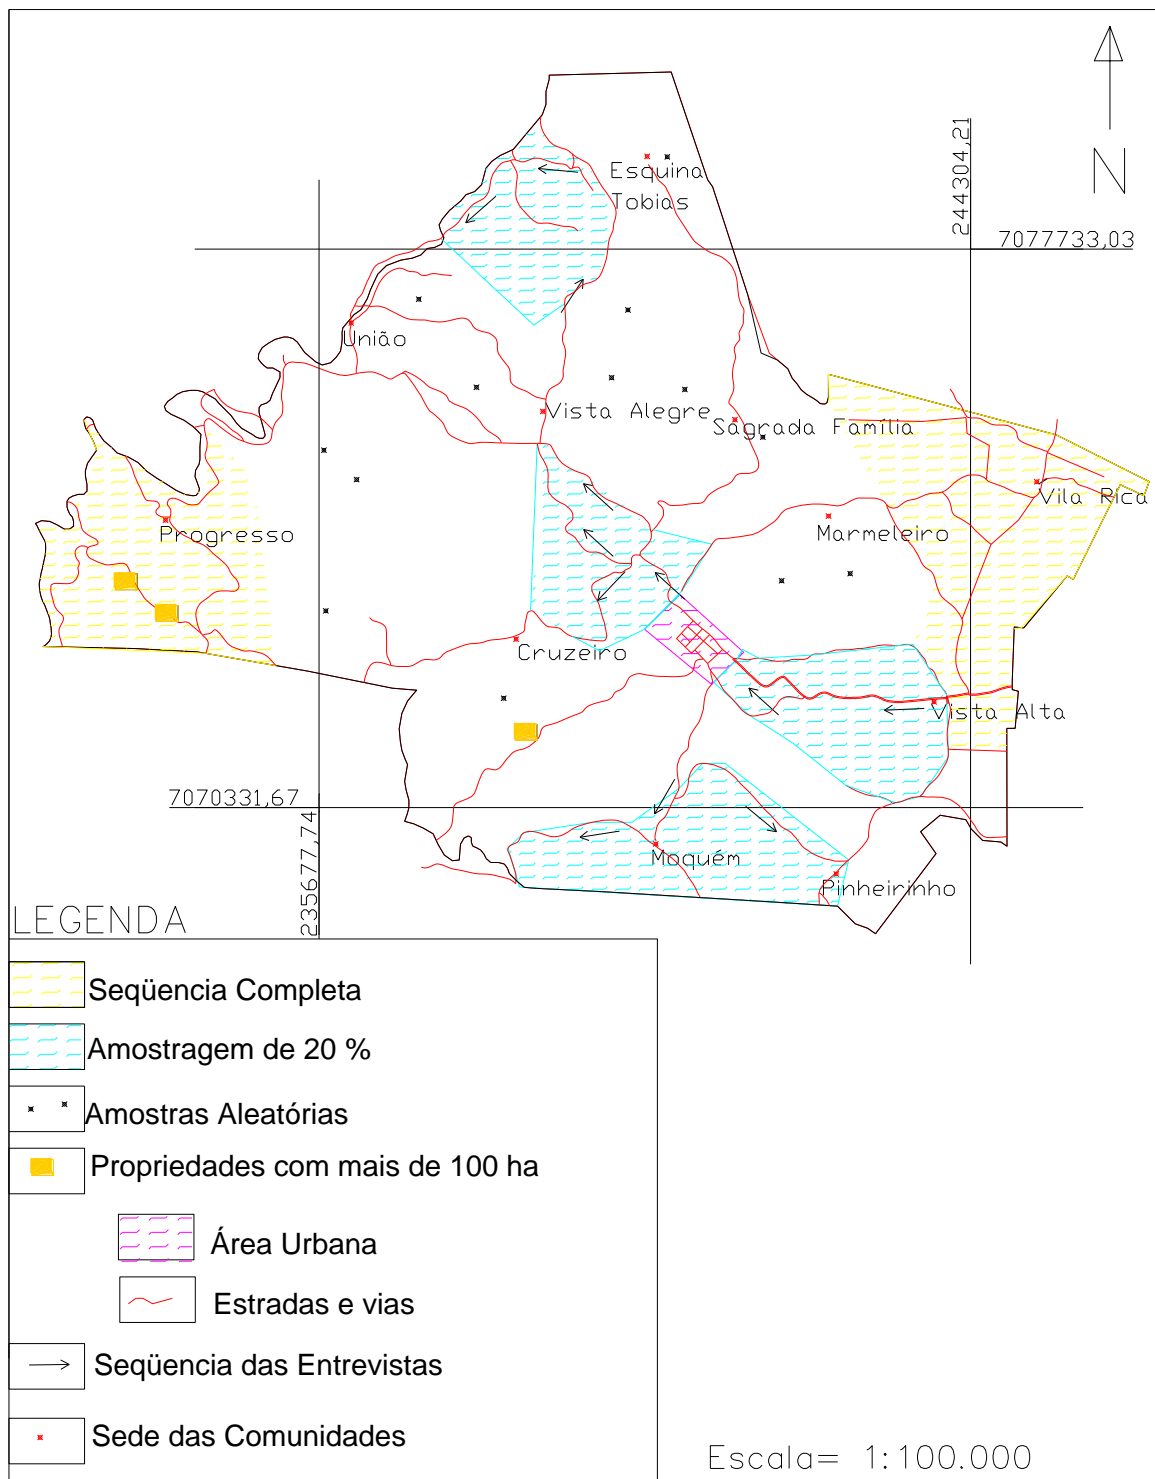 N
Esquina
Tobias
244304,21
7077733,03
União
Vista Alegre
Sagrada Família
Vila Rica
Progresso
Marmeleiro
Cruzeiro
Vista Alta
7070331,67
235677,74
Moquém
Pinheirinho
LEGENDA
Seqüencia Completa
Amostragem de 20 %
Amostras Aleatórias
Propriedades com mais de 100 ha
Área Urbana
Estradas e vias
Seqüencia das Entrevistas
Sede das Comunidades
Escala= 1:100.000